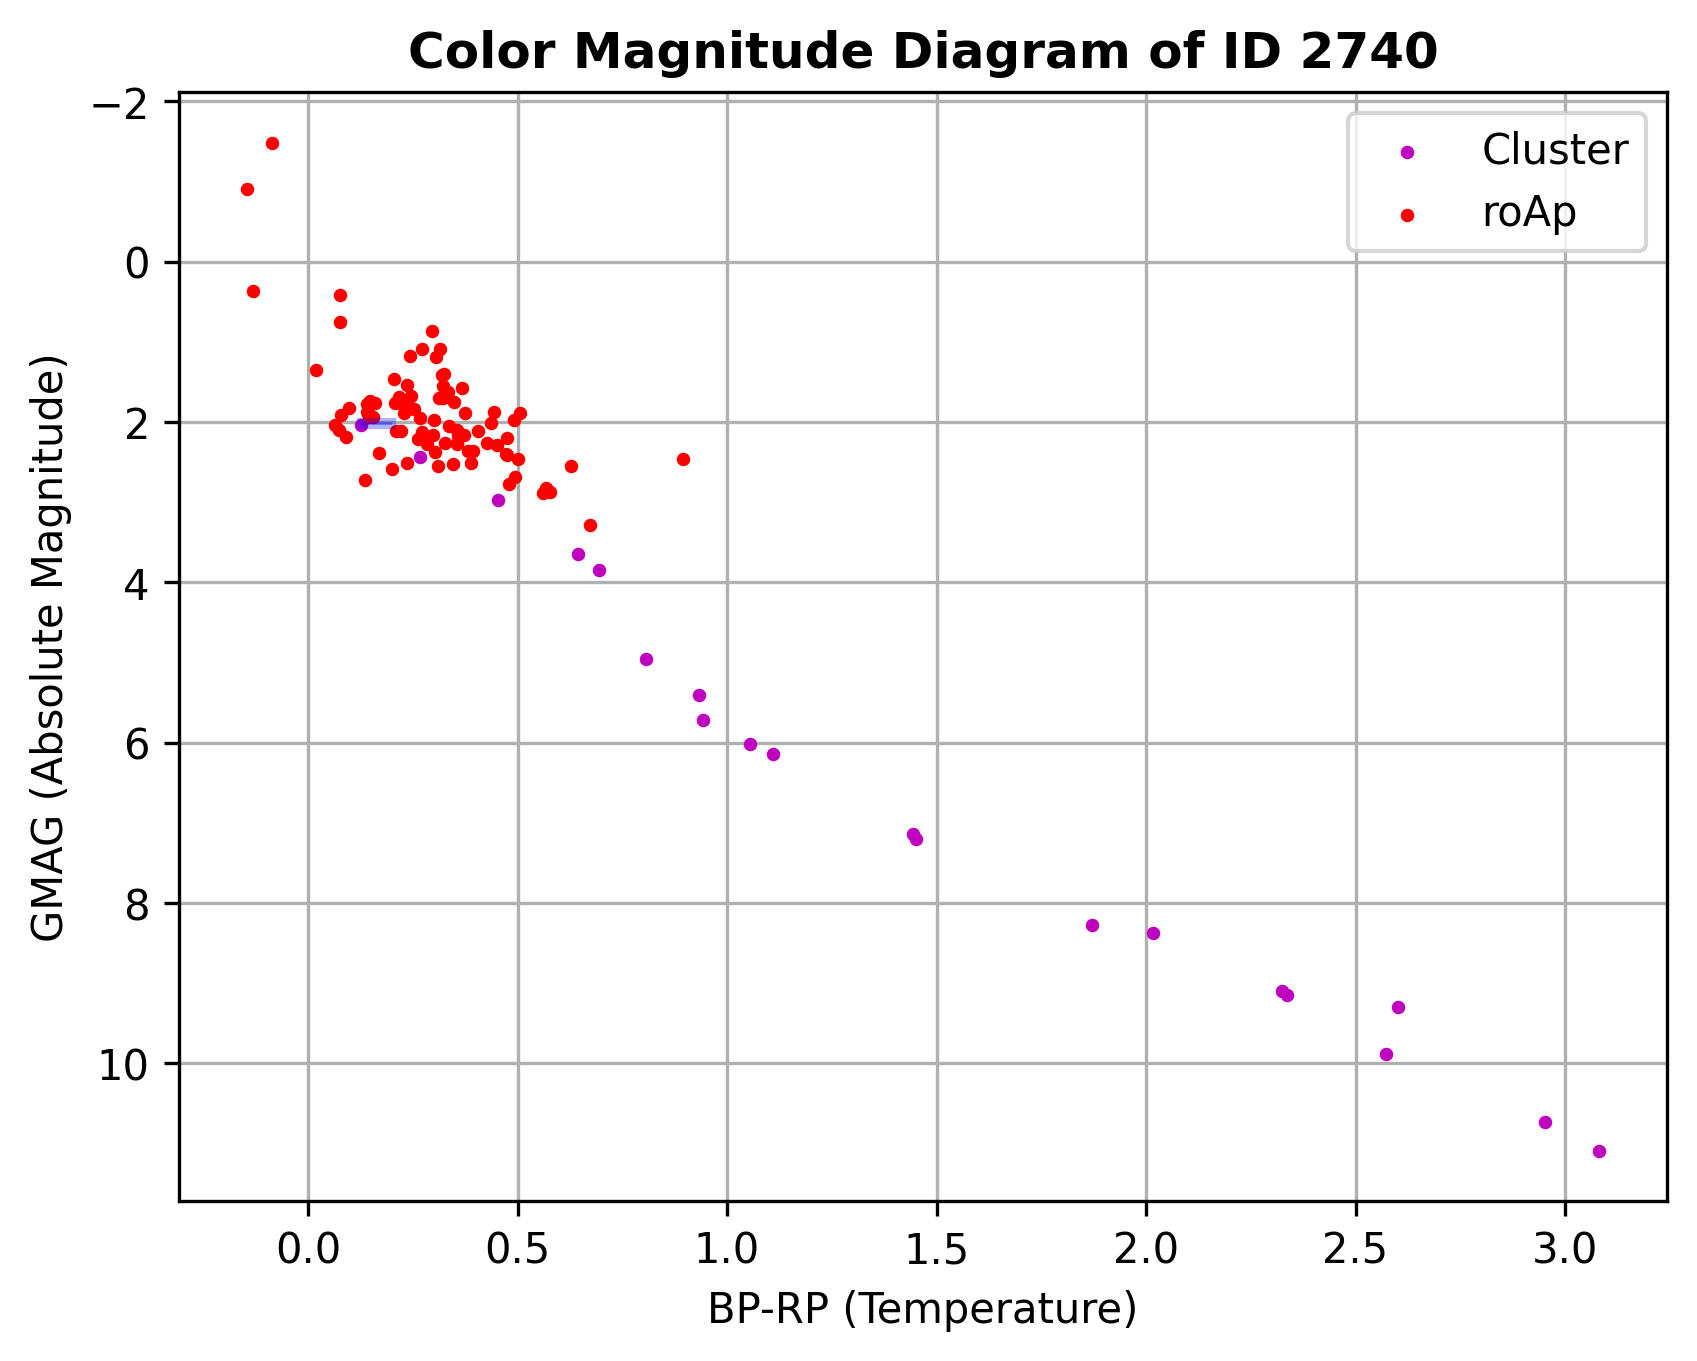 Color Magnitude Diagram of ID 2740
Cluster
roAp
GMAG (Absolute Magnitude)
−2
0
2
4
6
8
10
0.0 0.5 1.0 1.5 2.0 2.5 3.0
BP-RP (Temperature)